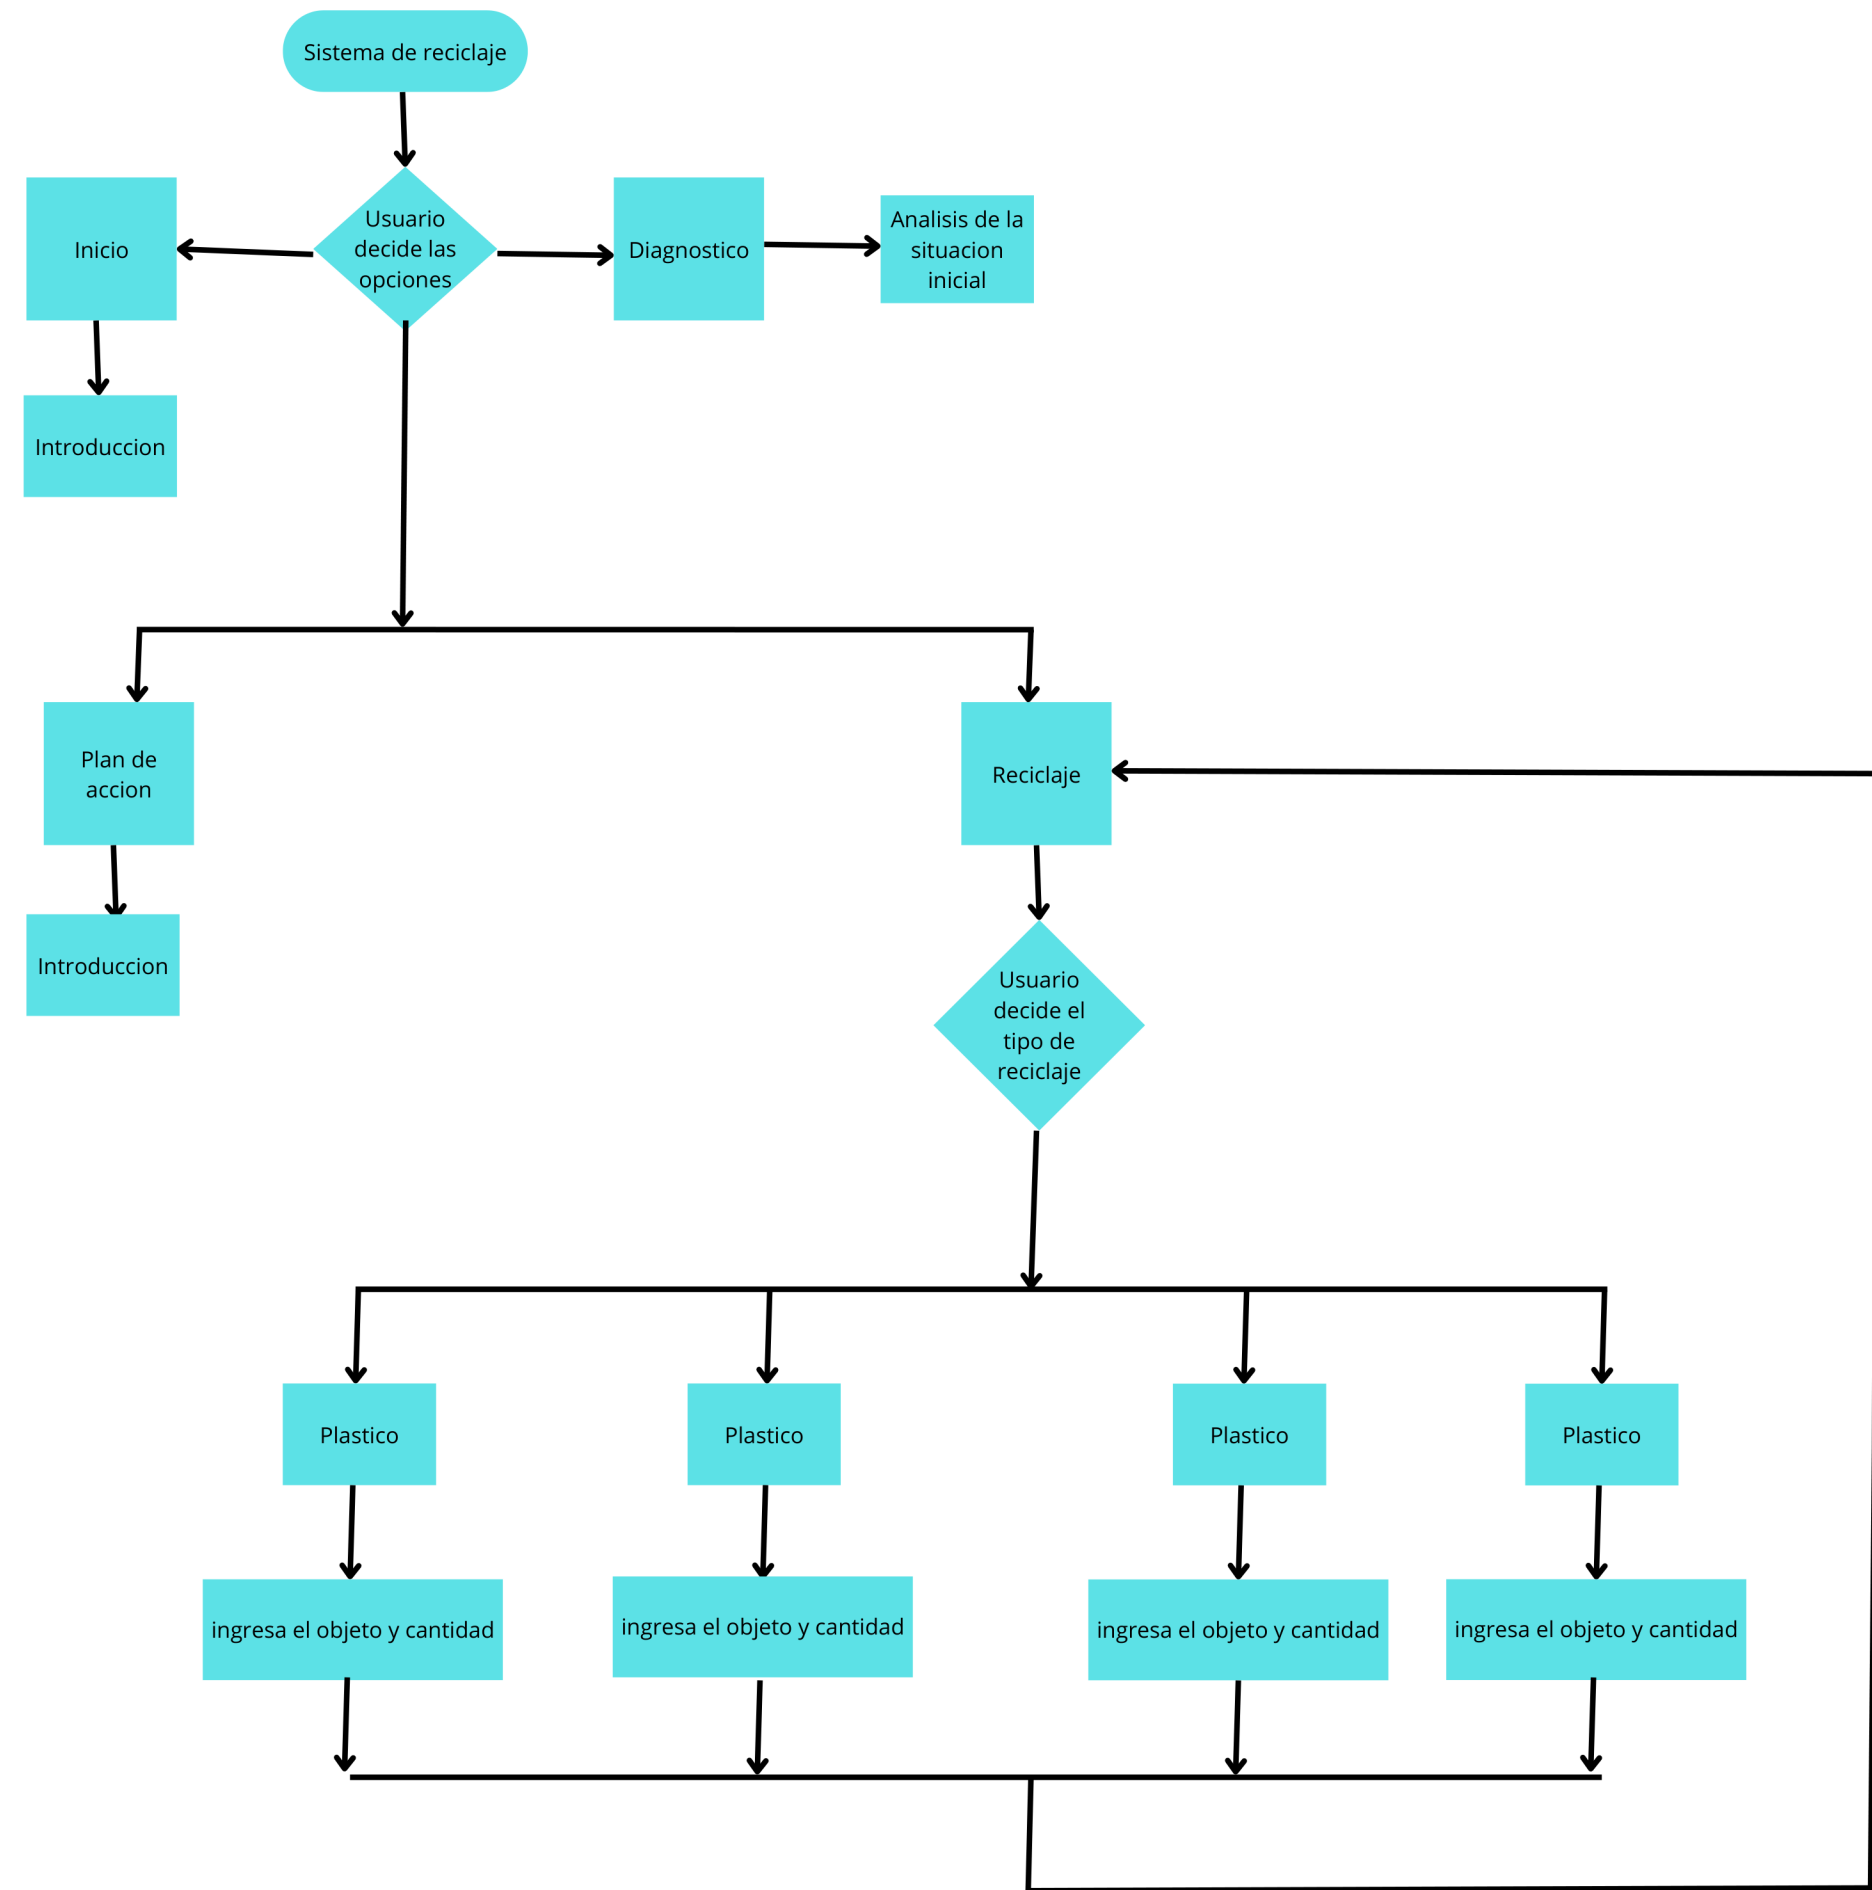 Sistema de reciclaje
Inicio
Usuario
decide las
opciones
Diagnostico
Analisis de la
situacion
inicial
Introduccion
Plan de
accion
Reciclaje
Introduccion
Usuario
decide el
tipo de
reciclaje
Plastico
Plastico
Plastico
Plastico
ingresa el objeto y cantidad
ingresa el objeto y cantidad
ingresa el objeto y cantidad
ingresa el objeto y cantidad